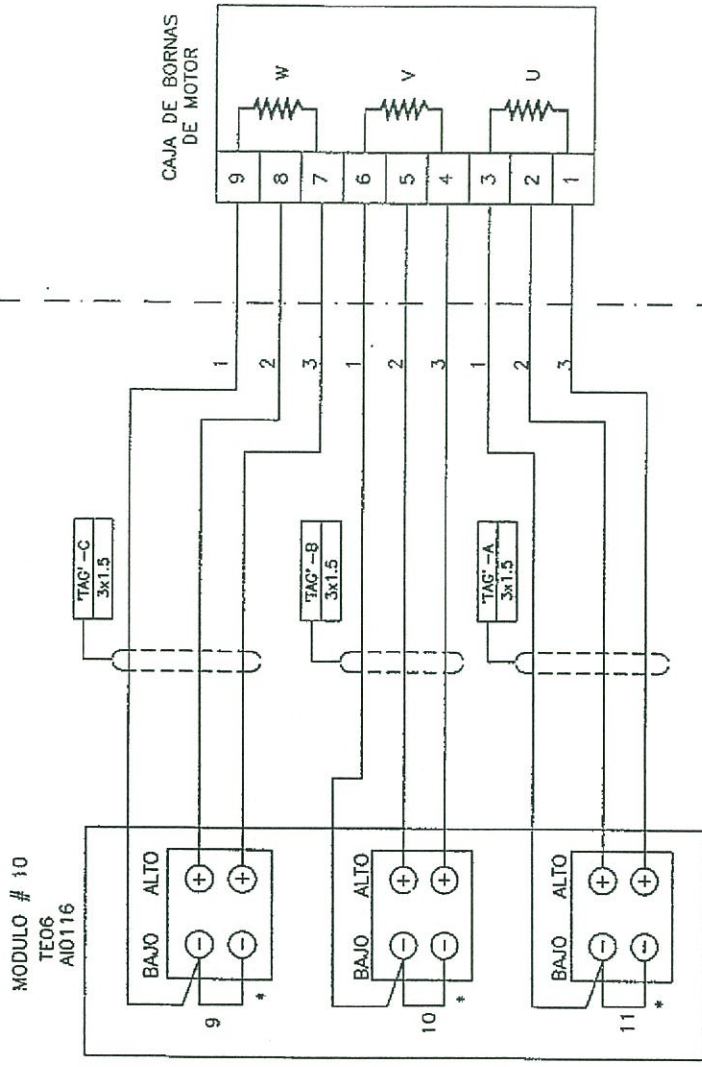 MODULO # 10
TE06
AI0116
BAJO ALTO
- +
- +
9
*
BAJO ALTO
- +
- +
10
*
BAJO ALTO
- +
- +
11
*
'TAG' -C
3x1.5
'TAG' -B
3x1.5
'TAG' -A
3x1.5
1
2
3
1
2
3
1
2
3
CAJA DE BORNAS
DE MOTOR
9
8
7
6
5
4
3
2
1
W
V
U